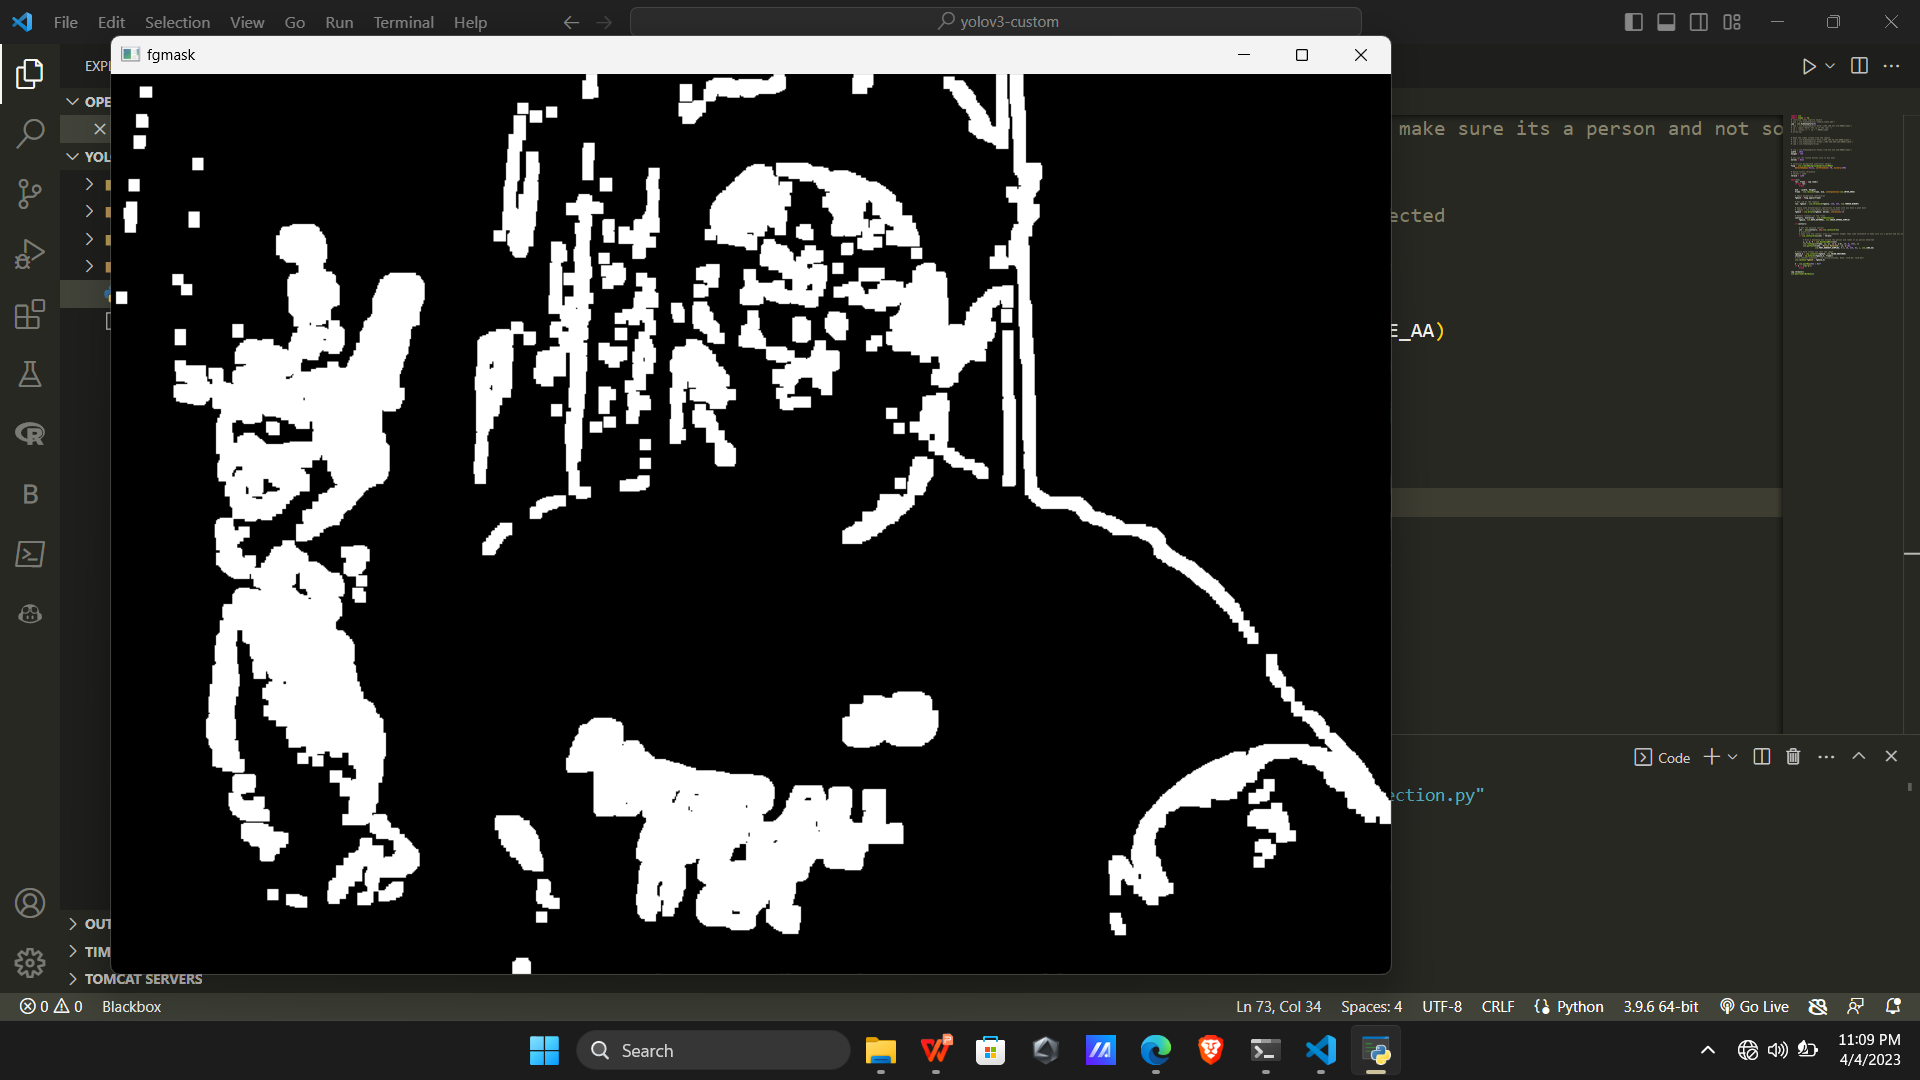 File Edit Selection View Go Run Terminal Help
yolov3-custom
fgmask
EXPL
OPE
YOL
make sure its a person and not so
ected
E_AA)
Code
ection.py"
OUT
TIM
TOMCAT SERVERS
0 0 Blackbox
Ln 73, Col 34 Spaces: 4 UTF-8 CRLF Python 3.9.6 64-bit Go Live
Search
11:09 PM
4/4/2023